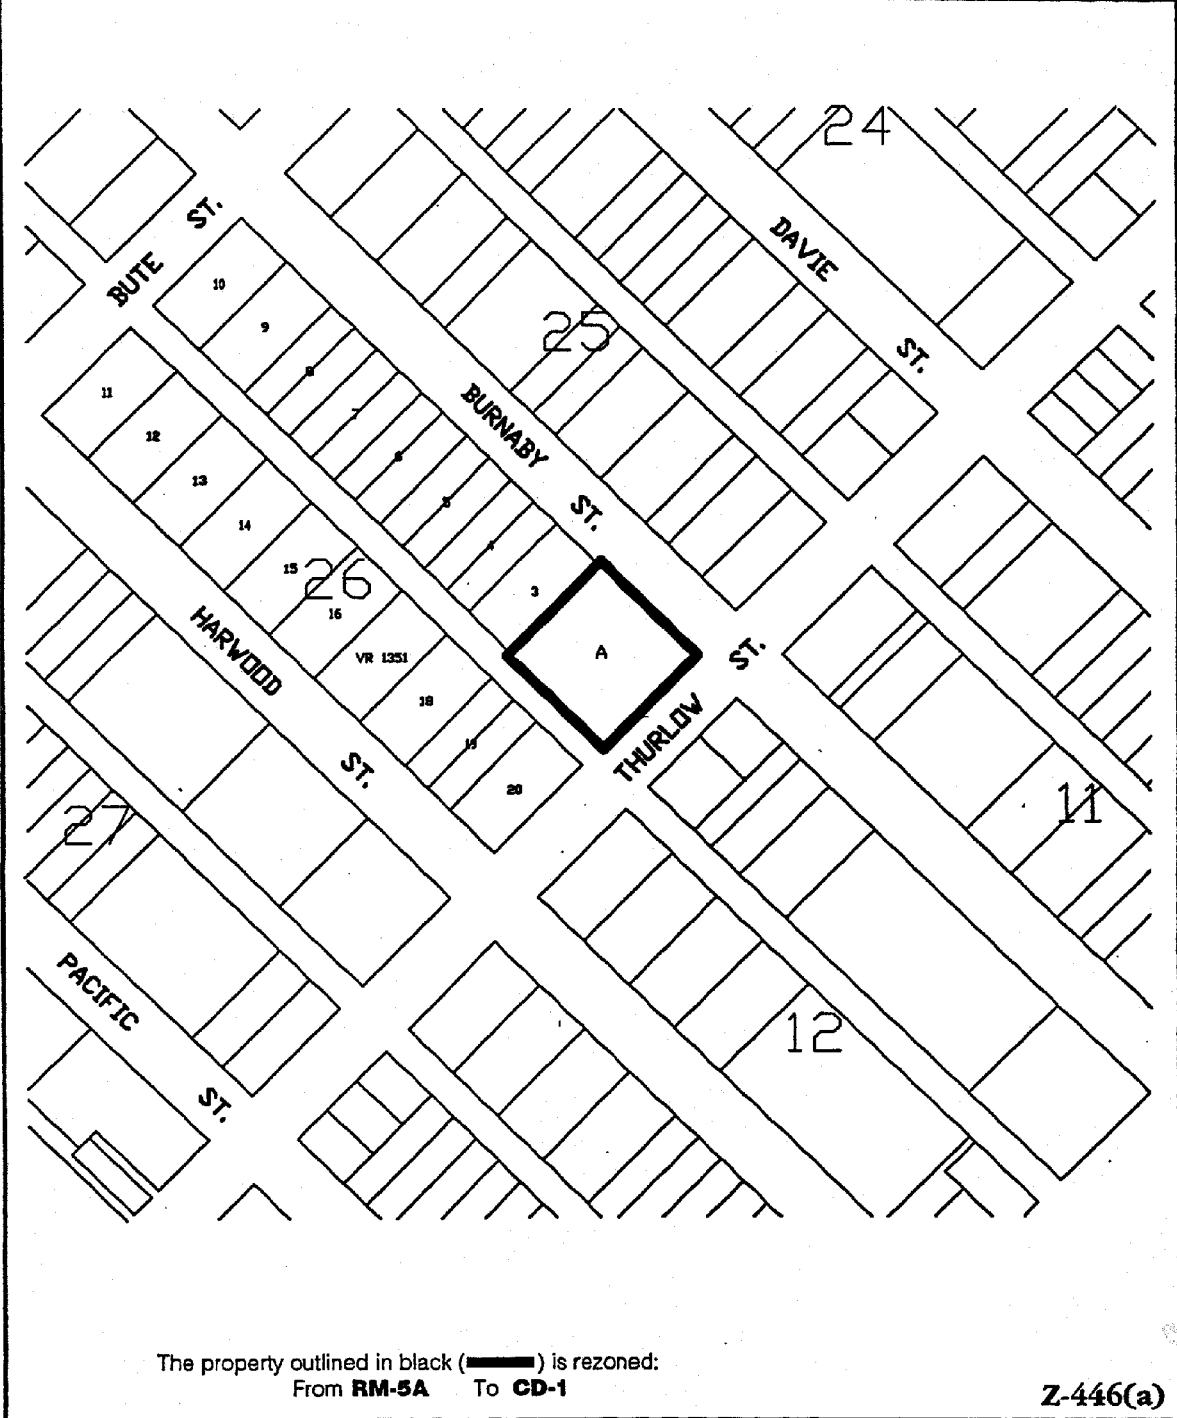 24
BUTE ST.
DAVIE ST.
10
9
25
8
11
7
BURNABY ST.
12
6
13
5
14
4
15
26
3
16
HARWOOD ST.
VR 1351
A
18
THURLOW ST.
19
20
27
11
PACIFIC ST.
12
The property outlined in black ( ) is rezoned:
From RM-5A To CD-1
Z-446(a)